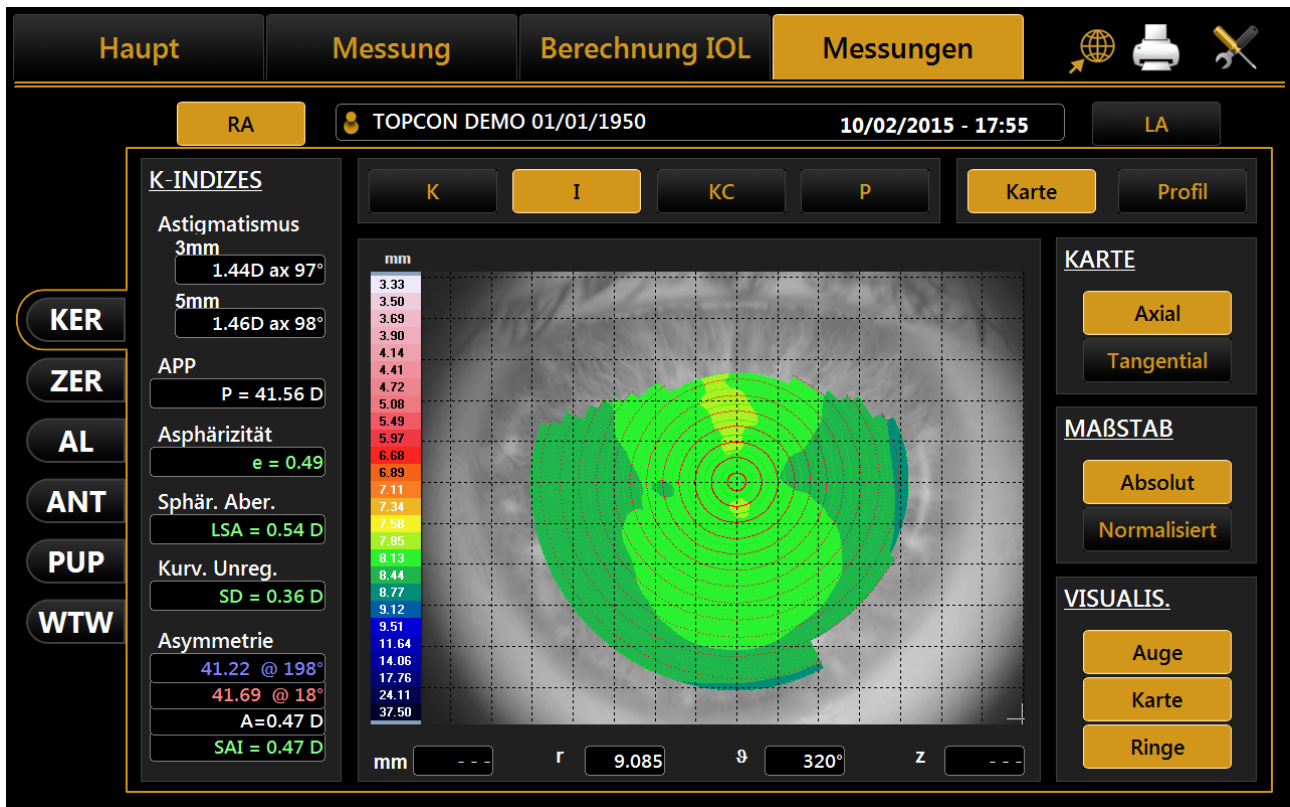 Haupt Messung Berechnung IOL Messungen
RA TOPCON DEMO 01/01/1950 10/02/2015 - 17:55 LA
K-INDIZES
Astigmatismus
3mm
1.44D ax 97°
5mm
1.46D ax 98°
APP
P = 41.56 D
Asphärizität
e = 0.49
Sphär. Aber.
LSA = 0.54 D
Kurv. Unreg.
SD = 0.36 D
Asymmetrie
41.22 @ 198°
41.69 @ 18°
A=0.47 D
SAI = 0.47 D
KER
ZER
AL
ANT
PUP
WTW
K I KC P
Karte Profil
mm
3.33
3.50
3.69
3.90
4.14
4.41
4.72
5.08
5.49
5.97
6.68
6.89
7.11
7.34
7.58
7.85
8.13
8.44
8.77
9.12
9.51
11.64
14.06
17.76
24.11
37.50
mm - - - r 9.085 ϑ 320° z - - -
KARTE
Axial
Tangential
MAßSTAB
Absolut
Normalisiert
VISUALIS.
Auge
Karte
Ringe